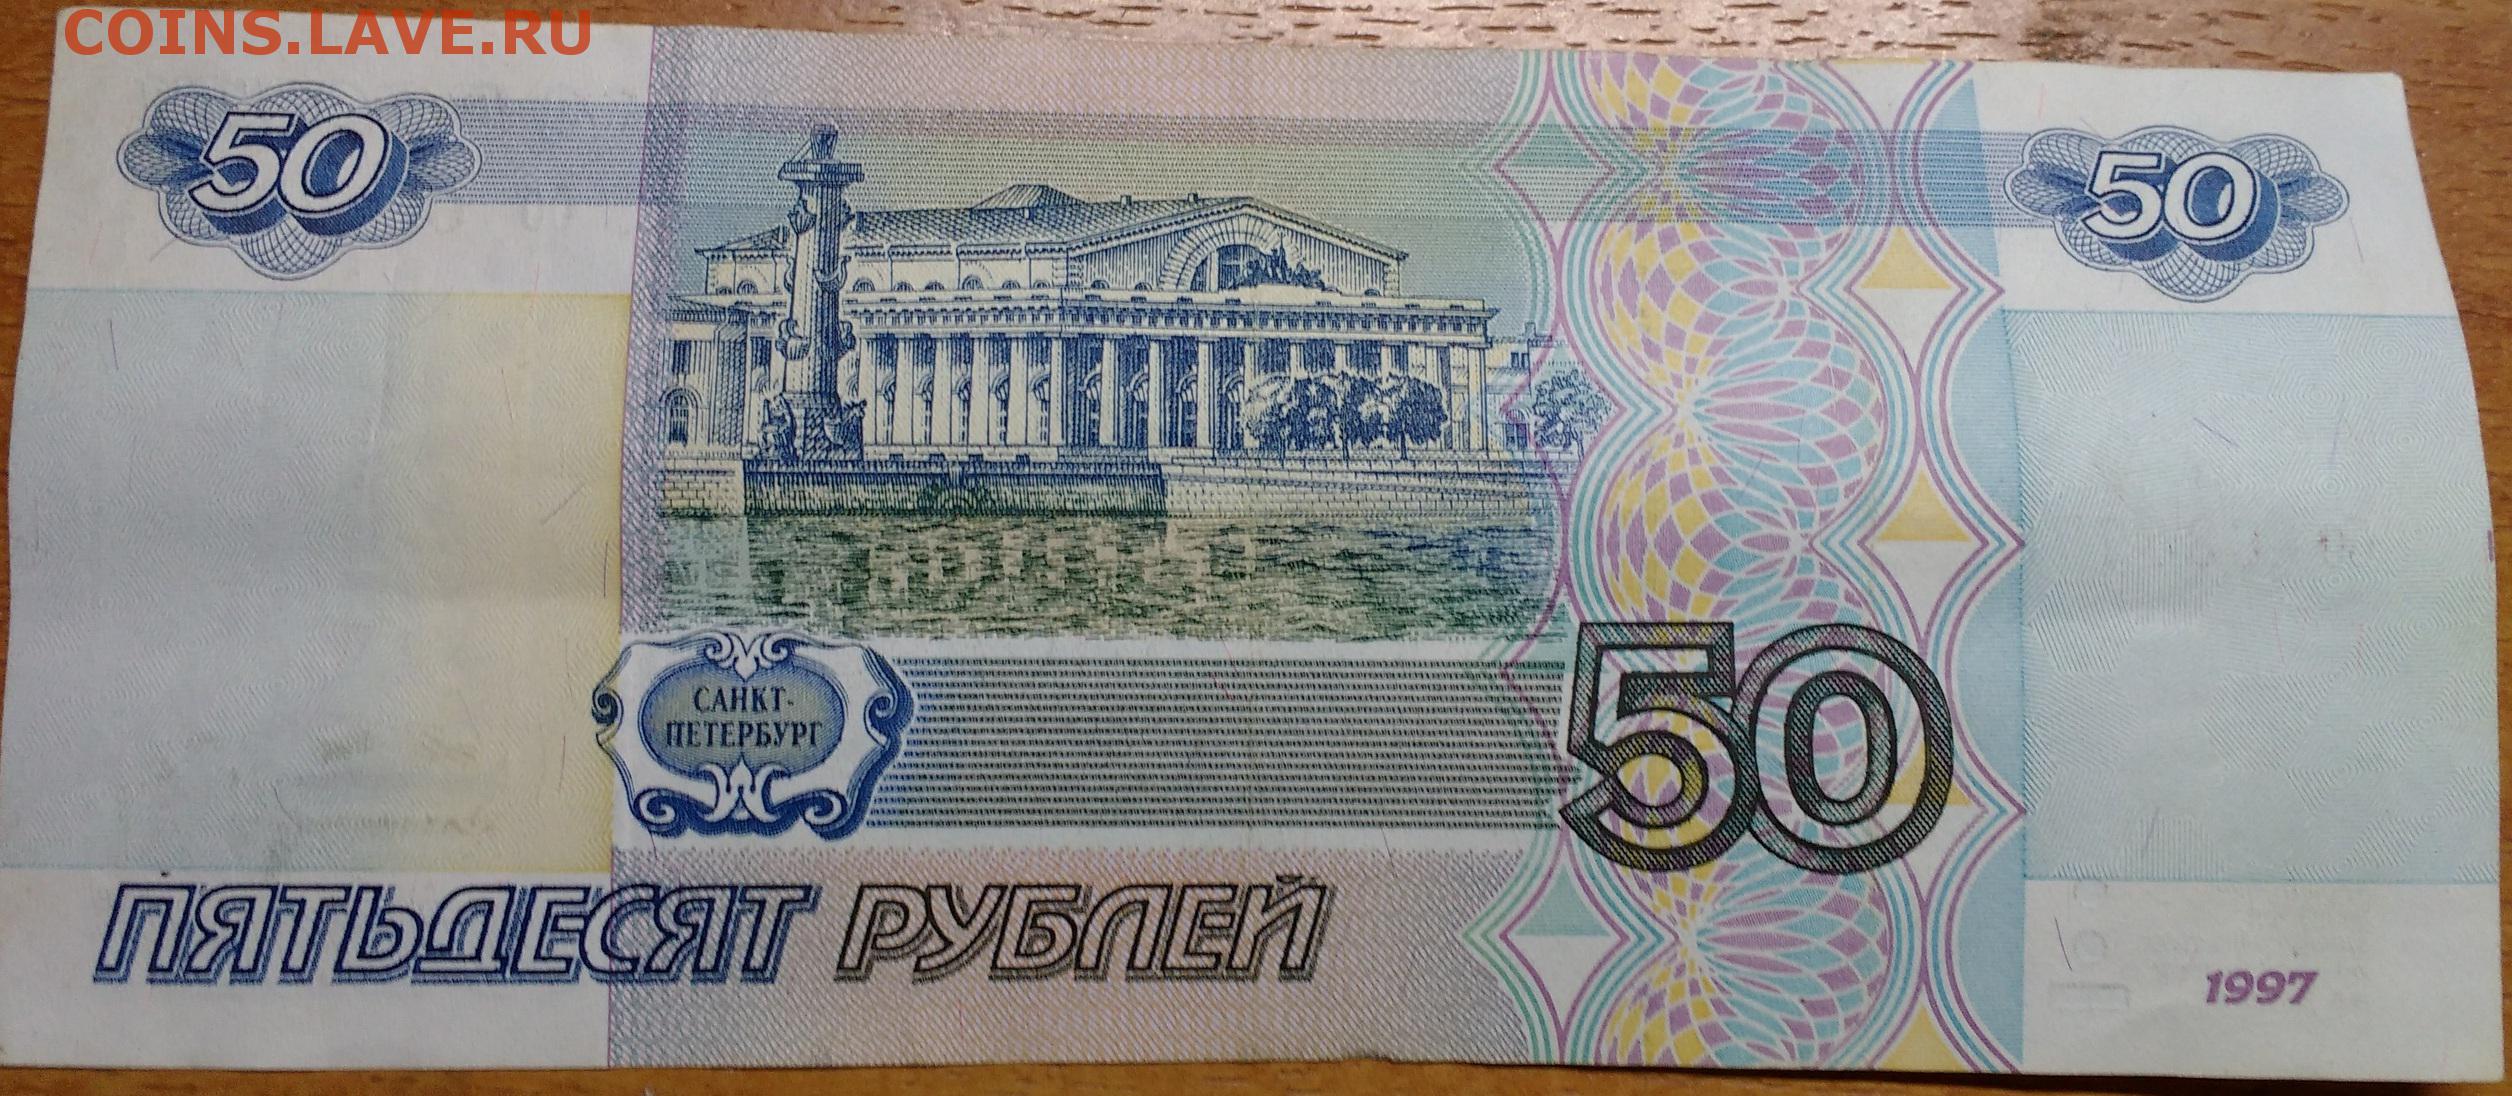 COINS.LAVE.RU
50
50
САНКТ-
ПЕТЕРБУРГ
50
ПЯТЬДЕСЯТ РУБЛЕЙ
1997